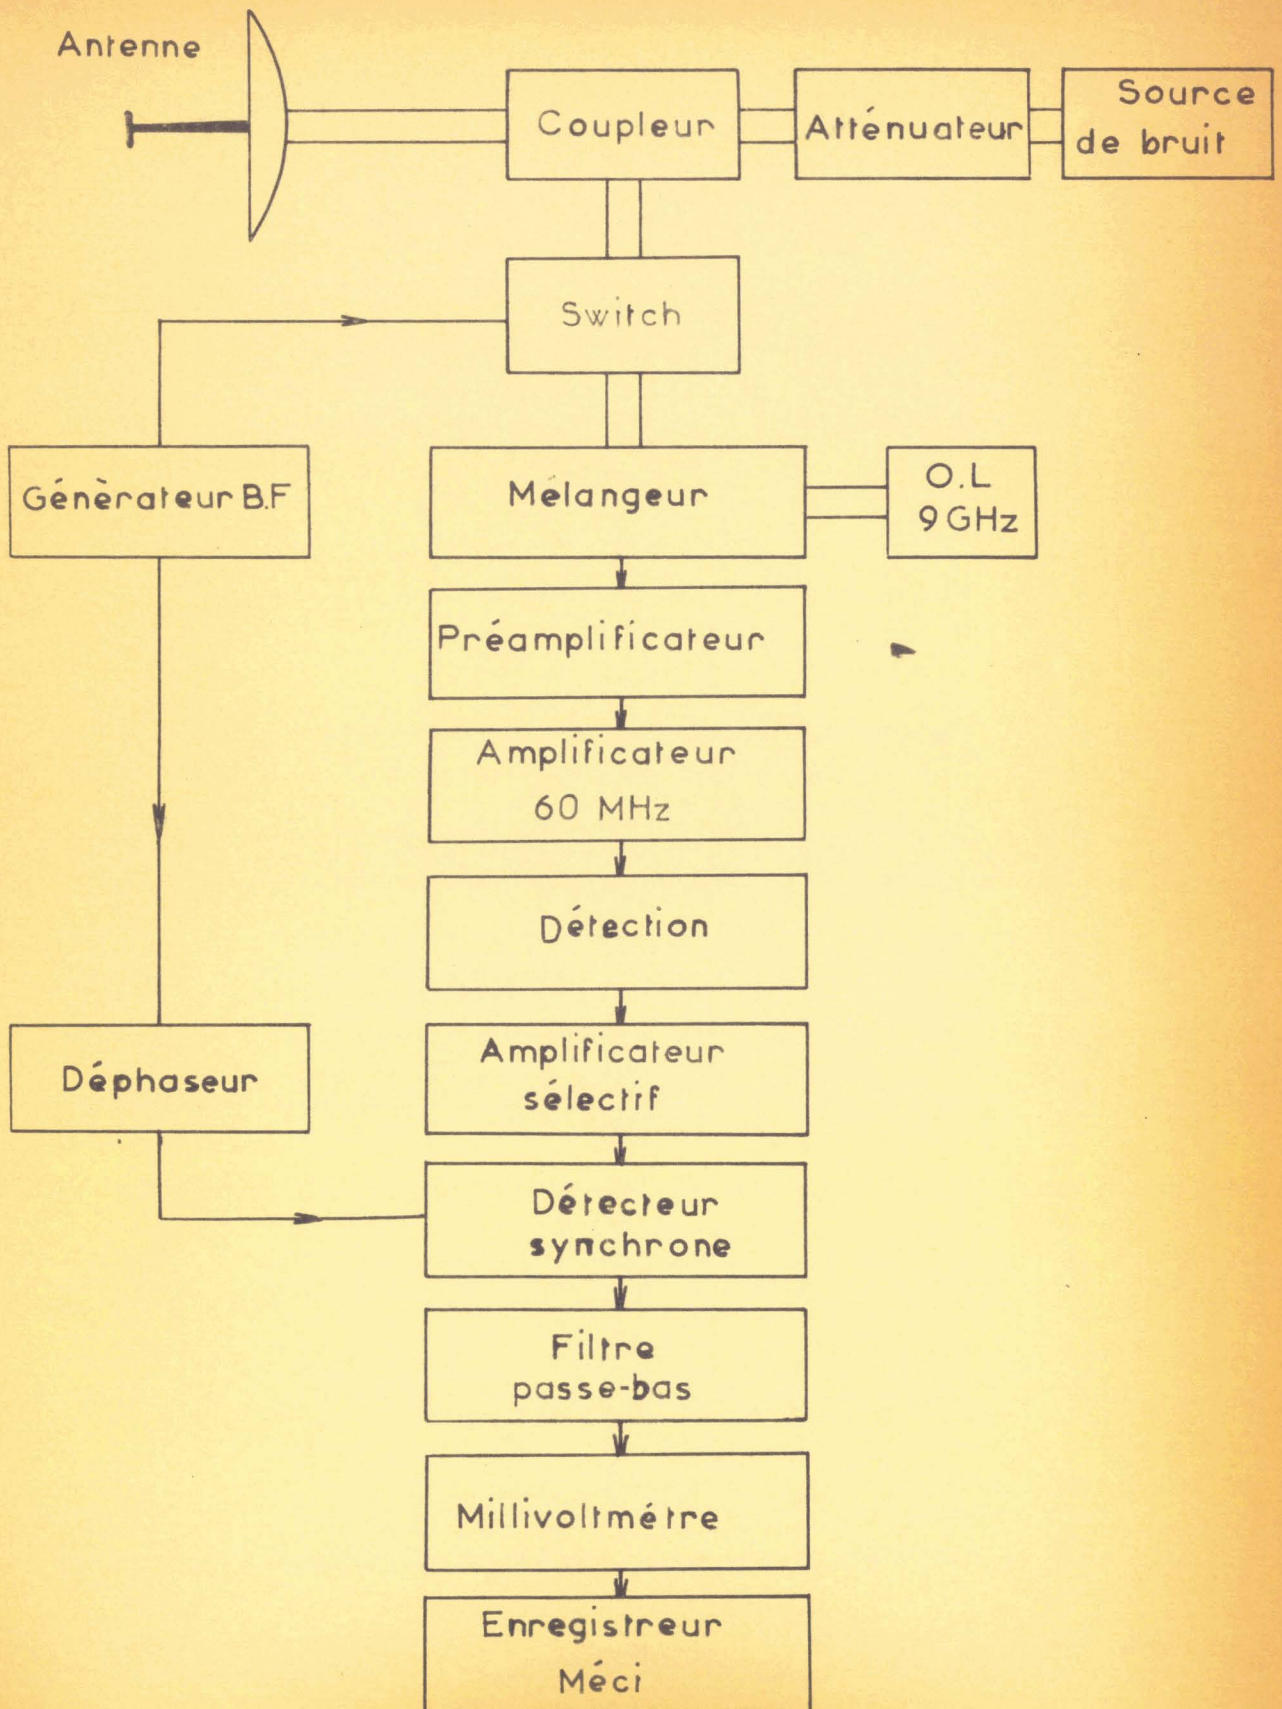 Antenne
Coupleur
Atténuateur
Source
de bruit
Switch
Génèrateur B.F
Mélangeur
O.L
9 GHz
Préamplificateur
Amplificateur
60 MHz
Détection
Amplificateur
sélectif
Déphaseur
Détecteur
synchrone
Filtre
passe-bas
Millivoltmétre
Enregistreur
Méci